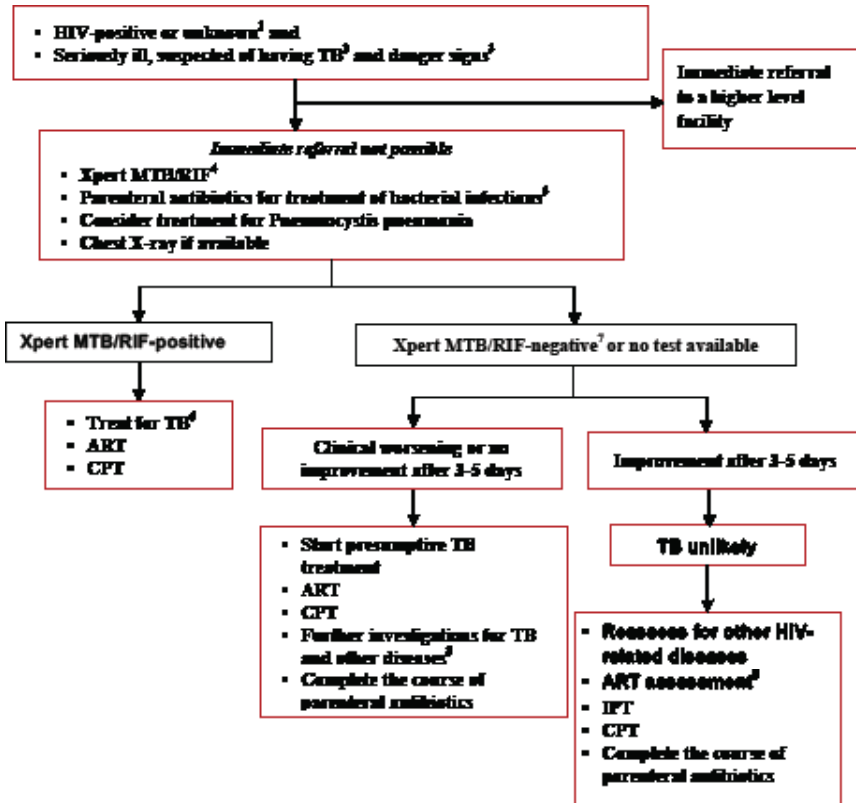 ▪ HIV-positive or unknown¹ and
▪ Seriously ill, suspected of having TB³ and danger signs²
Immediate referral
to a higher level
facility
Immediate referral not possible
▪ Xpert MTB/RIF⁴
▪ Parenteral antibiotics for treatment of bacterial infections⁵
▪ Consider treatment for Pneumocystis pneumonia
▪ Chest X-ray if available
Xpert MTB/RIF-positive
Xpert MTB/RIF-negative⁷ or no test available
▪ Treat for TB⁶
▪ ART
▪ CPT
Clinical worsening or no
improvement after 3-5 days
Improvement after 3-5 days
▪ Start presumptive TB
treatment
▪ ART
▪ CPT
▪ Further investigations for TB
and other diseases⁸
▪ Complete the course of
parenteral antibiotics
TB unlikely
▪ Reassess for other HIV-
related diseases
▪ ART assessment⁹
▪ IPT
▪ CPT
▪ Complete the course of
parenteral antibiotics